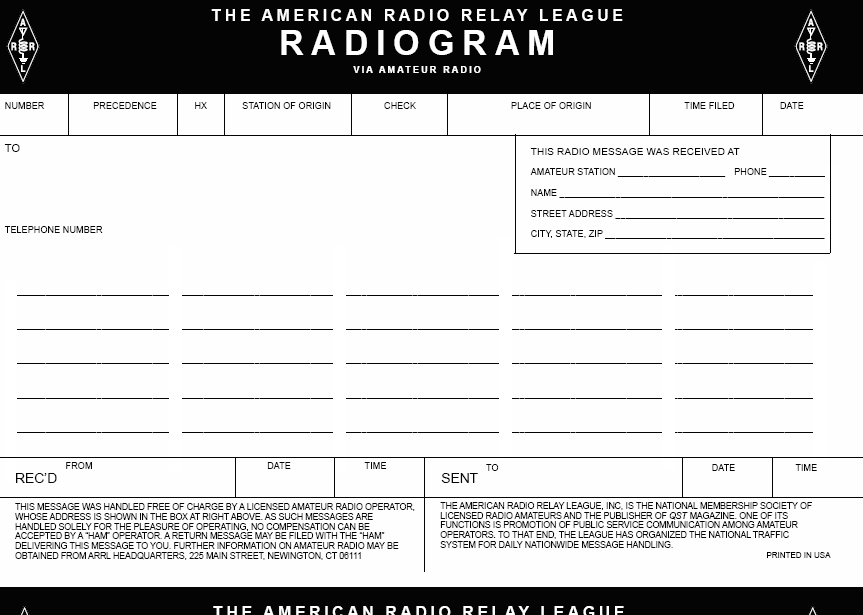 THE AMERICAN RADIO RELAY LEAGUE
RADIOGRAM
VIA AMATEUR RADIO
A
R R
L
A
R R
L
NUMBER PRECEDENCE HX STATION OF ORIGIN CHECK PLACE OF ORIGIN TIME FILED DATE
TO
THIS RADIO MESSAGE WAS RECEIVED AT
AMATEUR STATION PHONE
NAME
STREET ADDRESS
CITY, STATE, ZIP
TELEPHONE NUMBER
REC'D FROM DATE TIME
SENT TO DATE TIME
THIS MESSAGE WAS HANDLED FREE OF CHARGE BY A LICENSED AMATEUR RADIO OPERATOR,
WHOSE ADDRESS IS SHOWN IN THE BOX AT RIGHT ABOVE. AS SUCH MESSAGES ARE
HANDLED SOLELY FOR THE PLEASURE OF OPERATING, NO COMPENSATION CAN BE
ACCEPTED BY A "HAM" OPERATOR. A RETURN MESSAGE MAY BE FILED WITH THE "HAM"
DELIVERING THIS MESSAGE TO YOU. FURTHER INFORMATION ON AMATEUR RADIO MAY BE
OBTAINED FROM ARRL HEADQUARTERS, 225 MAIN STREET, NEWINGTON, CT 06111
THE AMERICAN RADIO RELAY LEAGUE, INC. IS THE NATIONAL MEMBERSHIP SOCIETY OF
LICENSED RADIO AMATEURS AND THE PUBLISHER OF QST MAGAZINE. ONE OF ITS
FUNCTIONS IS PROMOTION OF PUBLIC SERVICE COMMUNICATION AMONG AMATEUR
OPERATORS. TO THAT END, THE LEAGUE HAS ORGANIZED THE NATIONAL TRAFFIC
SYSTEM FOR DAILY NATIONWIDE MESSAGE HANDLING.
PRINTED IN USA
THE AMERICAN RADIO RELAY LEAGUE